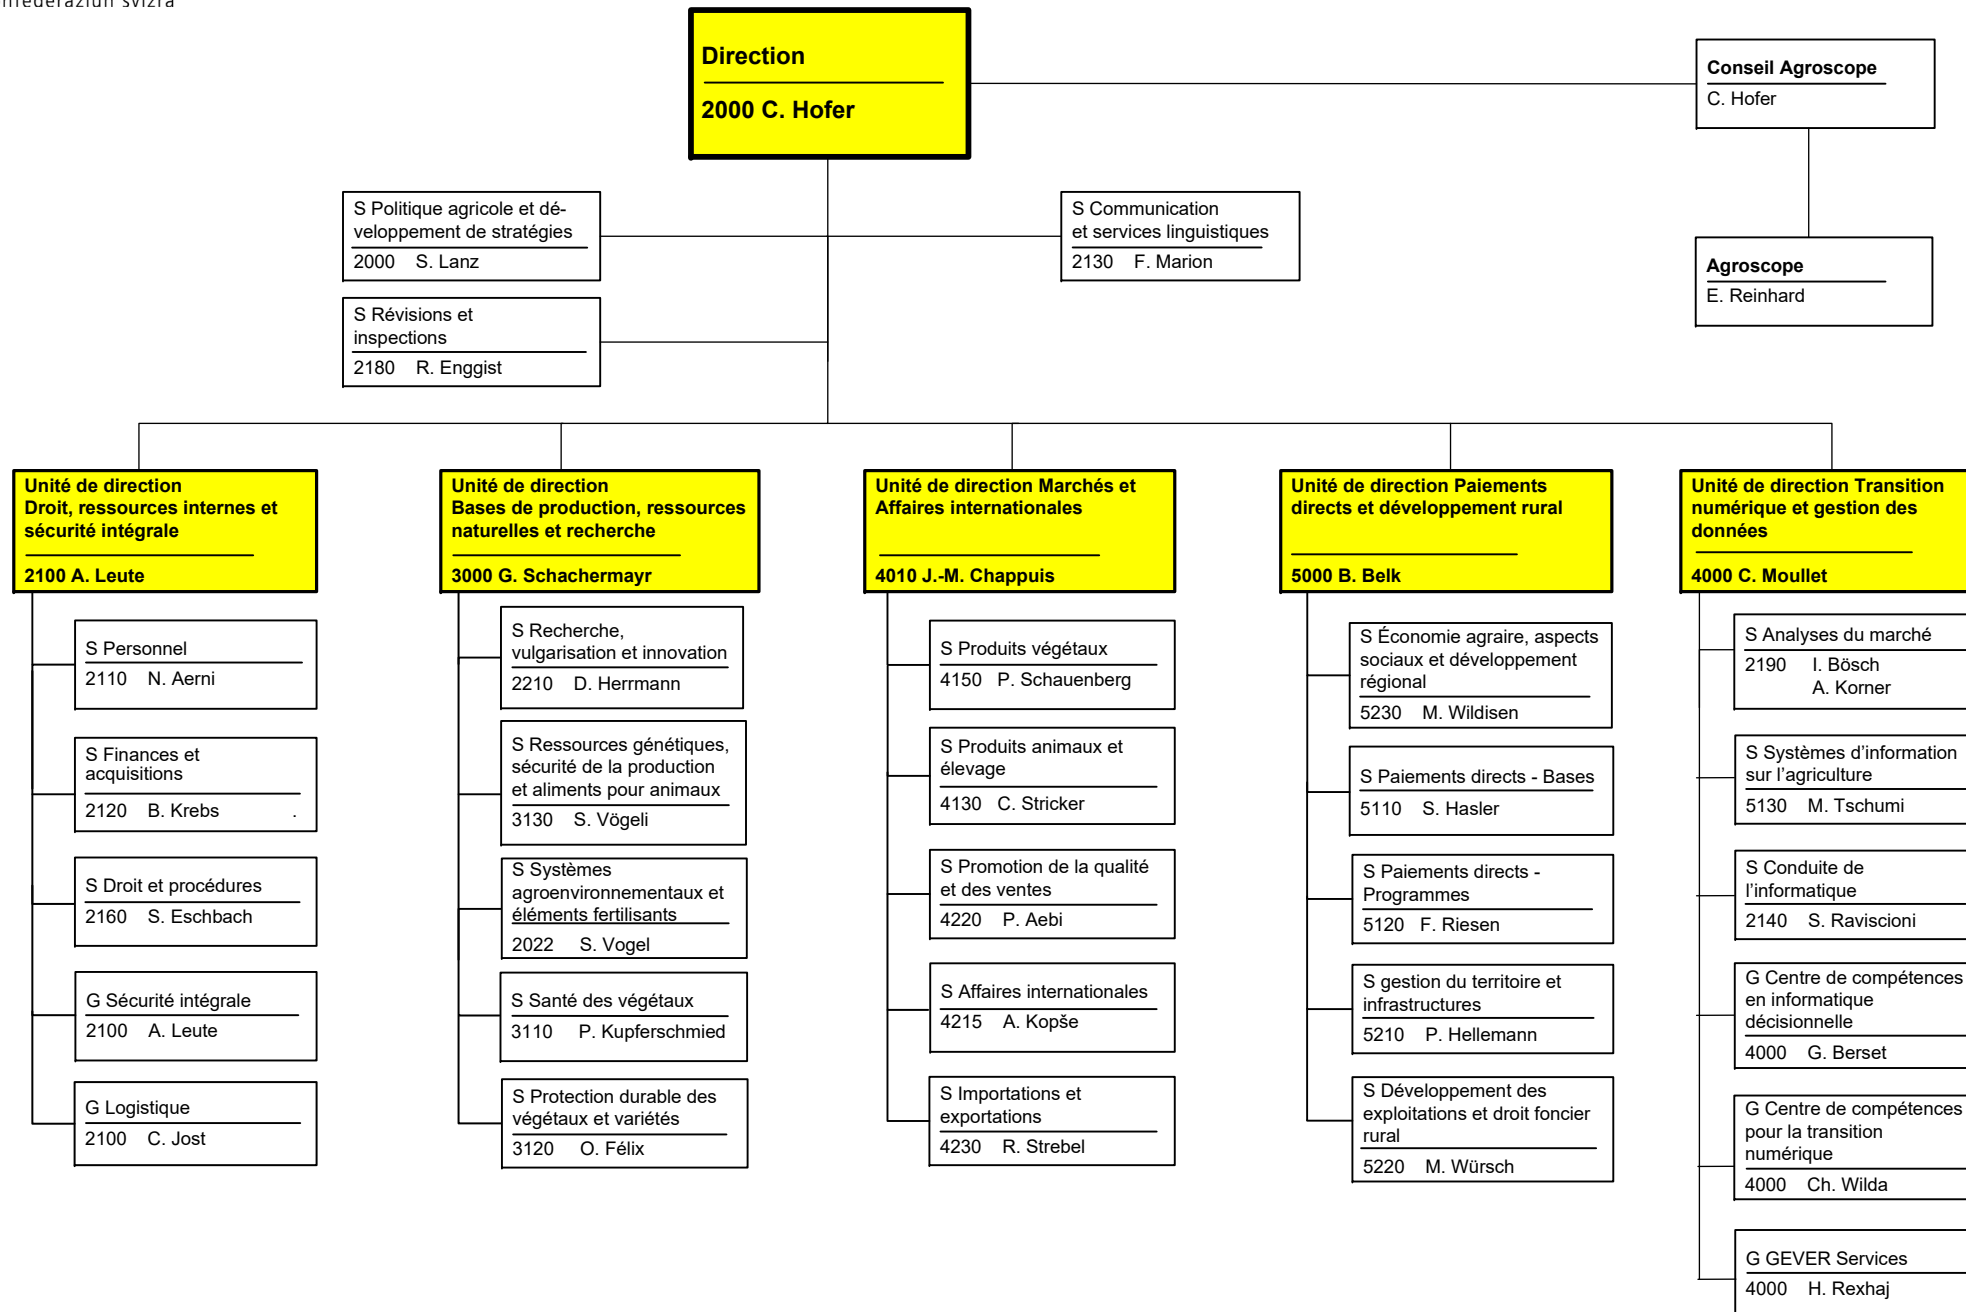 nfederaziun svizra
Direction
2000 C. Hofer
Conseil Agroscope
C. Hofer
S Politique agricole et dé-
veloppement de stratégies
2000 S. Lanz
S Communication
et services linguistiques
2130 F. Marion
Agroscope
E. Reinhard
S Révisions et
inspections
2180 R. Enggist
Unité de direction
Droit, ressources internes et
sécurité intégrale
2100 A. Leute
S Personnel
2110 N. Aerni
S Finances et
acquisitions
2120 B. Krebs .
S Droit et procédures
2160 S. Eschbach
G Sécurité intégrale
2100 A. Leute
G Logistique
2100 C. Jost
Unité de direction
Bases de production, ressources
naturelles et recherche
3000 G. Schachermayr
S Recherche,
vulgarisation et innovation
2210 D. Herrmann
S Ressources génétiques,
sécurité de la production
et aliments pour animaux
3130 S. Vögeli
S Systèmes
agroenvironnementaux et
éléments fertilisants
2022 S. Vogel
S Santé des végétaux
3110 P. Kupferschmied
S Protection durable des
végétaux et variétés
3120 O. Félix
Unité de direction Marchés et
Affaires internationales
4010 J.-M. Chappuis
S Produits végétaux
4150 P. Schauenberg
S Produits animaux et
élevage
4130 C. Stricker
S Promotion de la qualité
et des ventes
4220 P. Aebi
S Affaires internationales
4215 A. Kopše
S Importations et
exportations
4230 R. Strebel
Unité de direction Paiements
directs et développement rural
5000 B. Belk
S Économie agraire, aspects
sociaux et développement
régional
5230 M. Wildisen
S Paiements directs - Bases
5110 S. Hasler
S Paiements directs -
Programmes
5120 F. Riesen
S gestion du territoire et
infrastructures
5210 P. Hellemann
S Développement des
exploitations et droit foncier
rural
5220 M. Würsch
Unité de direction Transition
numérique et gestion des
données
4000 C. Moullet
S Analyses du marché
2190 I. Bösch
A. Korner
S Systèmes d'information
sur l'agriculture
5130 M. Tschumi
S Conduite de
l'informatique
2140 S. Raviscioni
G Centre de compétences
en informatique
décisionnelle
4000 G. Berset
G Centre de compétences
pour la transition
numérique
4000 Ch. Wilda
G GEVER Services
4000 H. Rexhaj